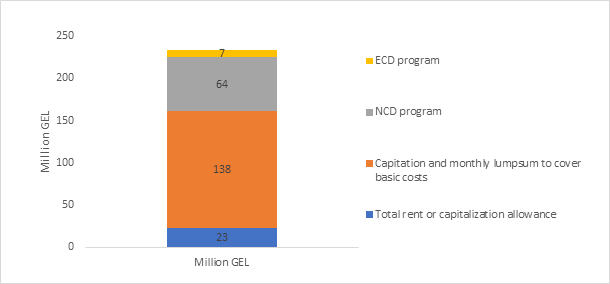 250
200
150
100
50
0
Million GEL
7
64
138
23
Million GEL
ECD program
NCD program
Capitation and monthly lumpsum to cover
basic costs
Total rent or capitalization allowance